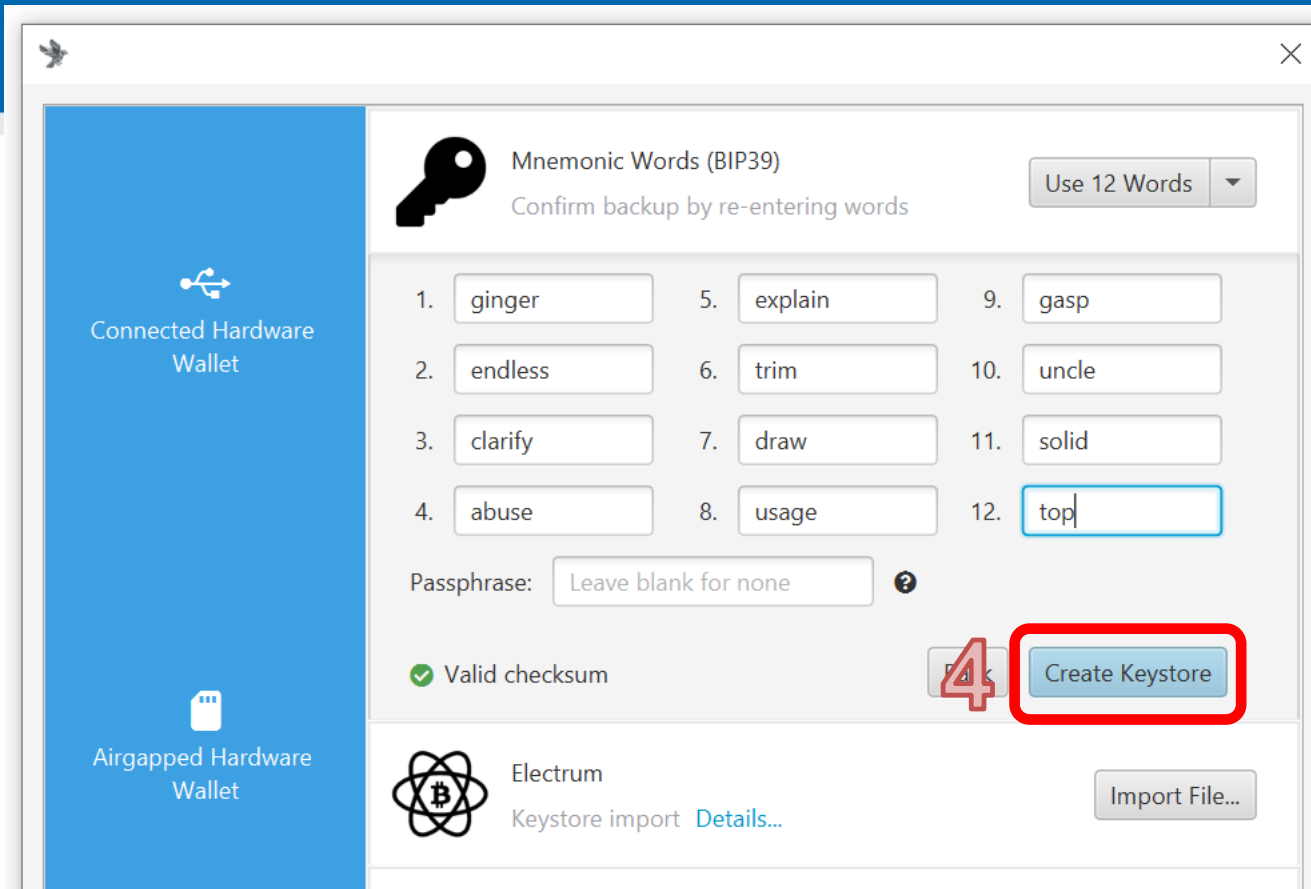 Mnemonic Words (BIP39)
Confirm backup by re-entering words
Use 12 Words
Connected Hardware
Wallet
1. ginger
5. explain
9. gasp
2. endless
6. trim
10. uncle
3. clarify
7. draw
11. solid
4. abuse
8. usage
12. top
Passphrase: Leave blank for none
Valid checksum
4
Create Keystore
Airgapped Hardware
Wallet
Electrum
Keystore import Details...
Import File...